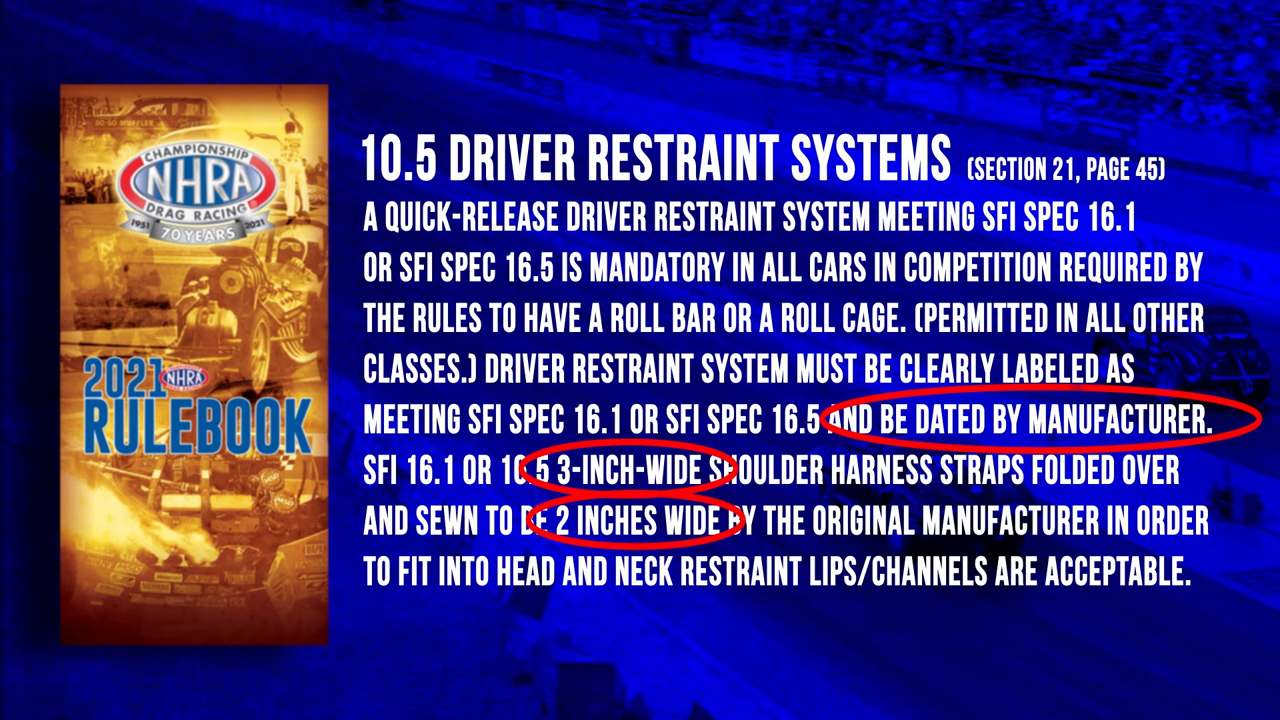 SO-SO MUFFLER
CHAMPIONSHIP
NHRA
DRAG RACING
1951 2021
70 YEARS
2021 NHRA
RULEBOOK
10.5 DRIVER RESTRAINT SYSTEMS (SECTION 21, PAGE 45)
A QUICK-RELEASE DRIVER RESTRAINT SYSTEM MEETING SFI SPEC 16.1
OR SFI SPEC 16.5 IS MANDATORY IN ALL CARS IN COMPETITION REQUIRED BY
THE RULES TO HAVE A ROLL BAR OR A ROLL CAGE. (PERMITTED IN ALL OTHER
CLASSES.) DRIVER RESTRAINT SYSTEM MUST BE CLEARLY LABELED AS
MEETING SFI SPEC 16.1 OR SFI SPEC 16.5 AND BE DATED BY MANUFACTURER.
SFI 16.1 OR 16.5 3-INCH-WIDE SHOULDER HARNESS STRAPS FOLDED OVER
AND SEWN TO BE 2 INCHES WIDE BY THE ORIGINAL MANUFACTURER IN ORDER
TO FIT INTO HEAD AND NECK RESTRAINT LIPS/CHANNELS ARE ACCEPTABLE.